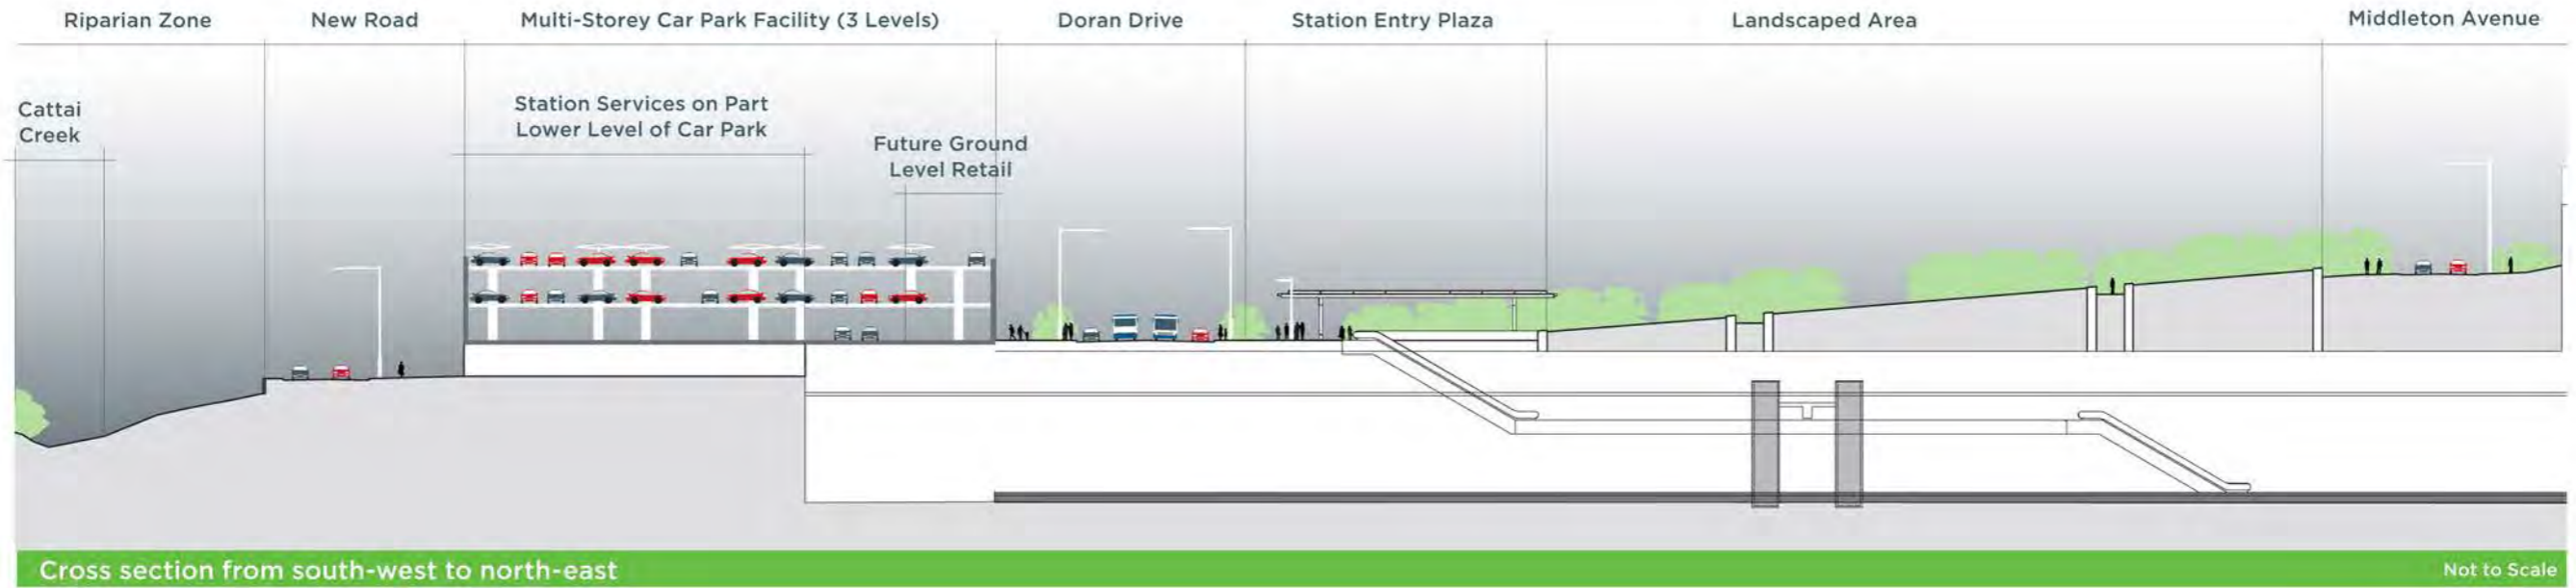 Riparian Zone
New Road
Multi-Storey Car Park Facility (3 Levels)
Doran Drive
Station Entry Plaza
Landscaped Area
Middleton Avenue
Cattai
Creek
Station Services on Part
Lower Level of Car Park
Future Ground
Level Retail
Cross section from south-west to north-east
Not to Scale